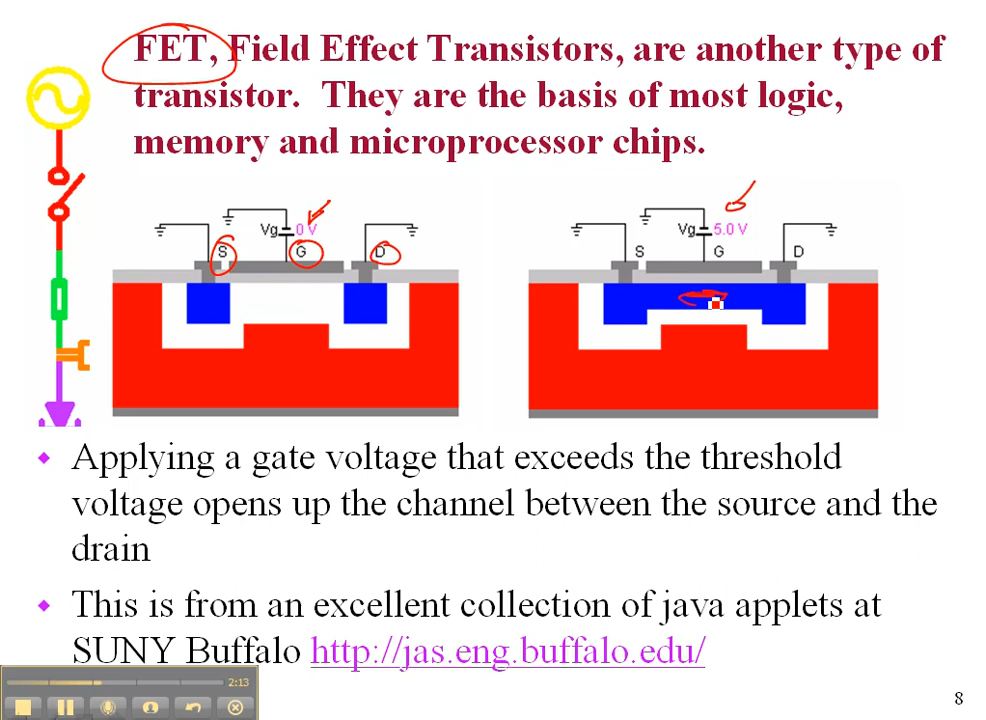 FET, Field Effect Transistors, are another type of
transistor. They are the basis of most logic,
memory and microprocessor chips.
Vg 0 V
S G D
Vg 5.0 V
S G D
◆ Applying a gate voltage that exceeds the threshold
voltage opens up the channel between the source and the
drain
◆ This is from an excellent collection of java applets at
SUNY Buffalo http://jas.eng.buffalo.edu/
2:13
8